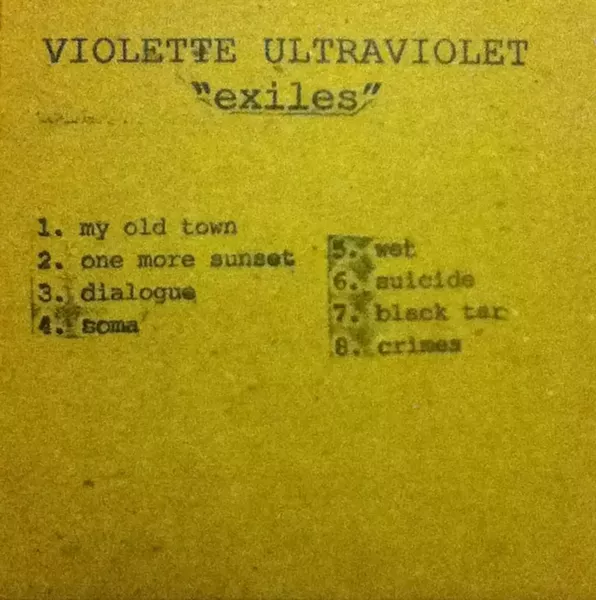 VIOLETTE ULTRAVIOLET
"exiles"
1. my old town
2. one more sunset
3. dialogue
4. soma
5. wet
6. suicide
7. black tar
8. crimes